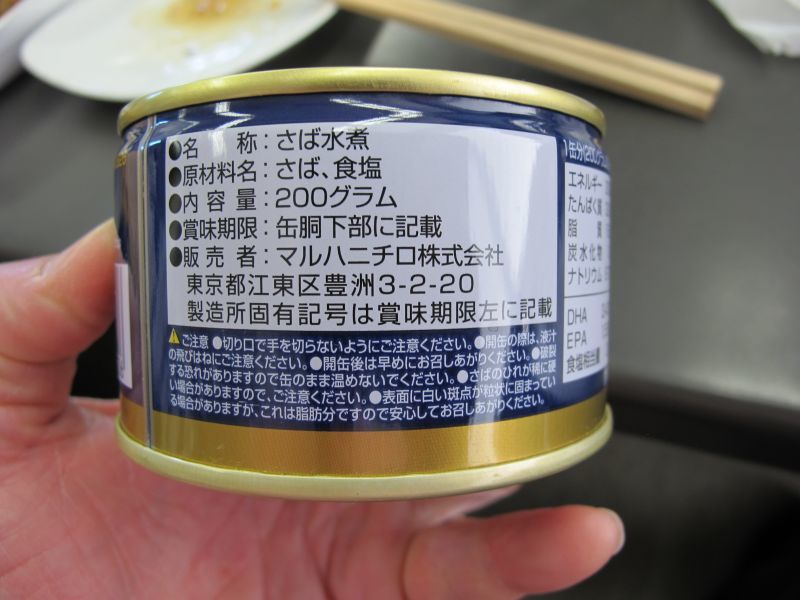 ●名　称：さば水煮
●原材料名：さば、食塩
●内容量：200グラム
●賞味期限：缶胴下部に記載
●販売者：マルハニチロ株式会社
東京都江東区豊洲3-2-20
製造所固有記号は賞味期限左に記載
ご注意 ●切り口で手を切らないようにご注意ください。●開缶の際は、液汁
の飛びはねにご注意ください。●開缶後は早めにお召しあがりください。●破裂
する恐れがありますので缶のまま温めないでください。●さばのひれが稀に硬
い場合がありますので、ご注意ください。●表面に白い斑点が粒状に固まってい
る場合がありますが、これは脂肪分ですので安心してお召しあがりください。
1缶分(200グラ
エネルギー
たんぱく質
脂　質
炭水化物
ナトリウム
DHA
EPA
食塩相当量